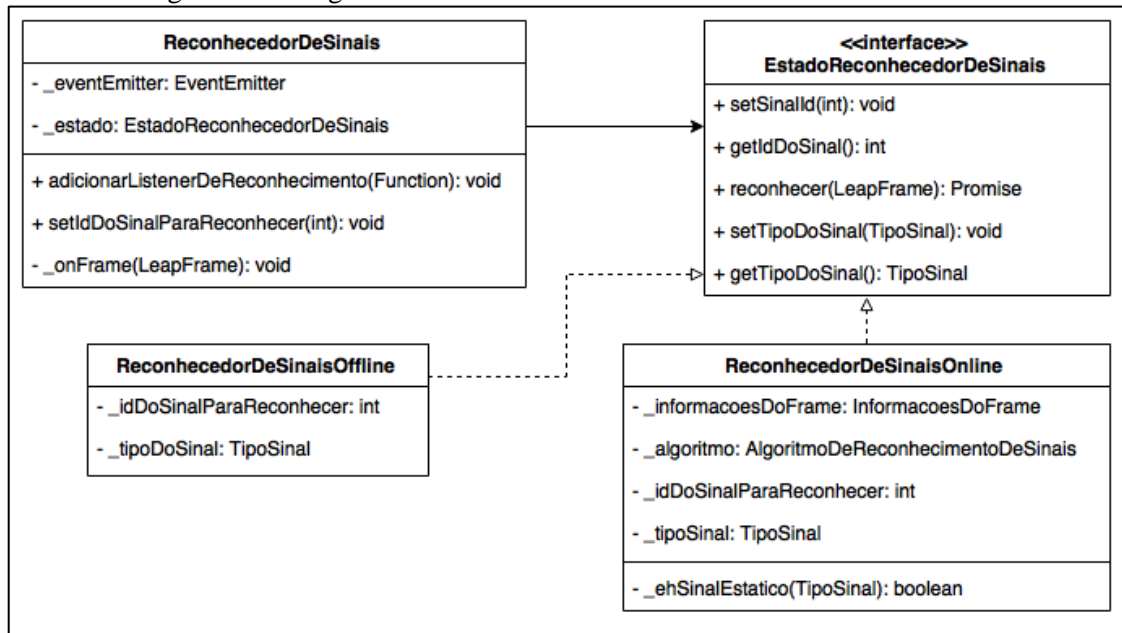 ReconhecedorDeSinais
- _eventEmitter: EventEmitter
- _estado: EstadoReconhecedorDeSinais
+ adicionarListenerDeReconhecimento(Function): void
+ setIdDoSinalParaReconhecer(int): void
- _onFrame(LeapFrame): void
<<interface>>
EstadoReconhecedorDeSinais
+ setSinalId(int): void
+ getIdDoSinal(): int
+ reconhecer(LeapFrame): Promise
+ setTipoDoSinal(TipoSinal): void
+ getTipoDoSinal(): TipoSinal
ReconhecedorDeSinaisOffline
- _idDoSinalParaReconhecer: int
- _tipoDoSinal: TipoSinal
ReconhecedorDeSinaisOnline
- _informacoesDoFrame: InformacoesDoFrame
- _algoritmo: AlgoritmoDeReconhecimentoDeSinais
- _idDoSinalParaReconhecer: int
- _tipoSinal: TipoSinal
- _ehSinalEstatico(TipoSinal): boolean